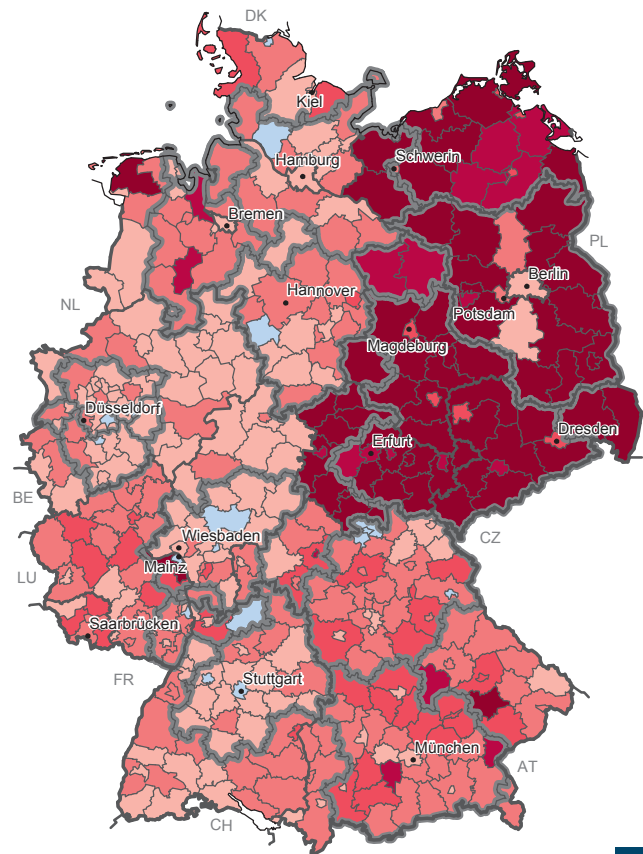 DK
Kiel
Hamburg
Schwerin
Bremen
PL
Berlin
NL
Hannover
Potsdam
Magdeburg
Düsseldorf
Dresden
Erfurt
BE
Wiesbaden
CZ
Mainz
LU
Saarbrücken
FR
Stuttgart
München
AT
CH